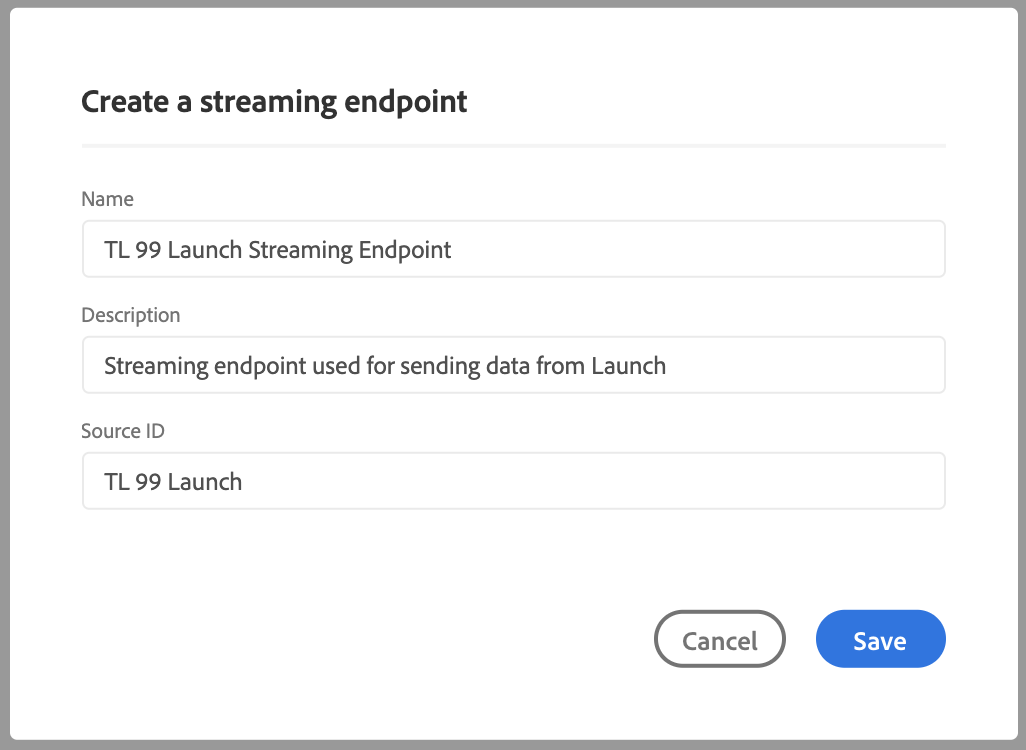 Create a streaming endpoint
Name
TL 99 Launch Streaming Endpoint
Description
Streaming endpoint used for sending data from Launch
Source ID
TL 99 Launch
Cancel
Save